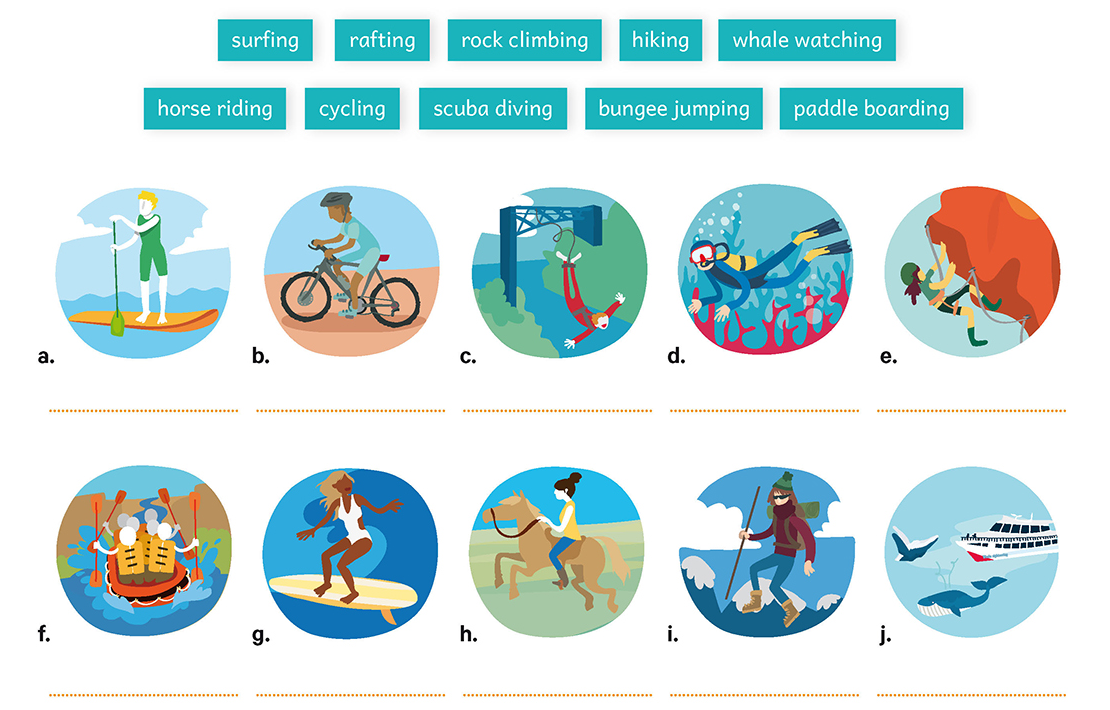 surfing rafting rock climbing hiking whale watching
horse riding cycling scuba diving bungee jumping paddle boarding
a. b. c. d. e.
f. g. h. i. j.